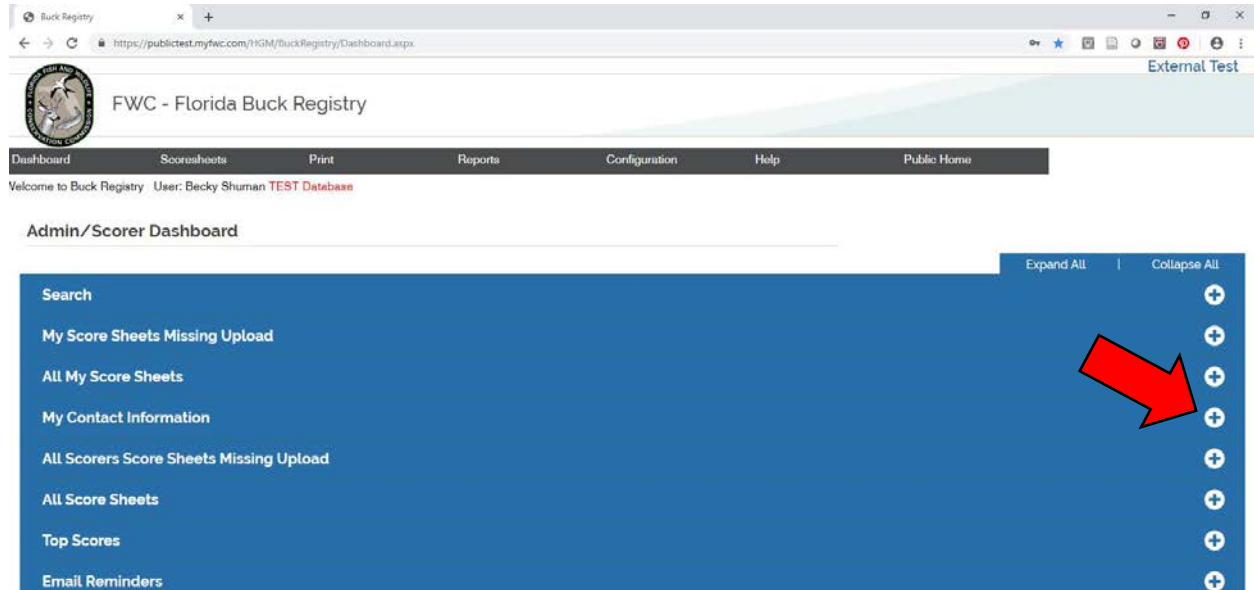 Buck Registry
https://publictest.myfwc.com/HGM/BuckRegistry/Dashboard.aspx
External Test
FWC - Florida Buck Registry
Dashboard Scoresheets Print Reports Configuration Help Public Home
Welcome to Buck Registry User: Becky Shuman TEST Database
Admin/Scorer Dashboard
Expand All | Collapse All
Search
My Score Sheets Missing Upload
All My Score Sheets
My Contact Information
All Scorers Score Sheets Missing Upload
All Score Sheets
Top Scores
Email Reminders